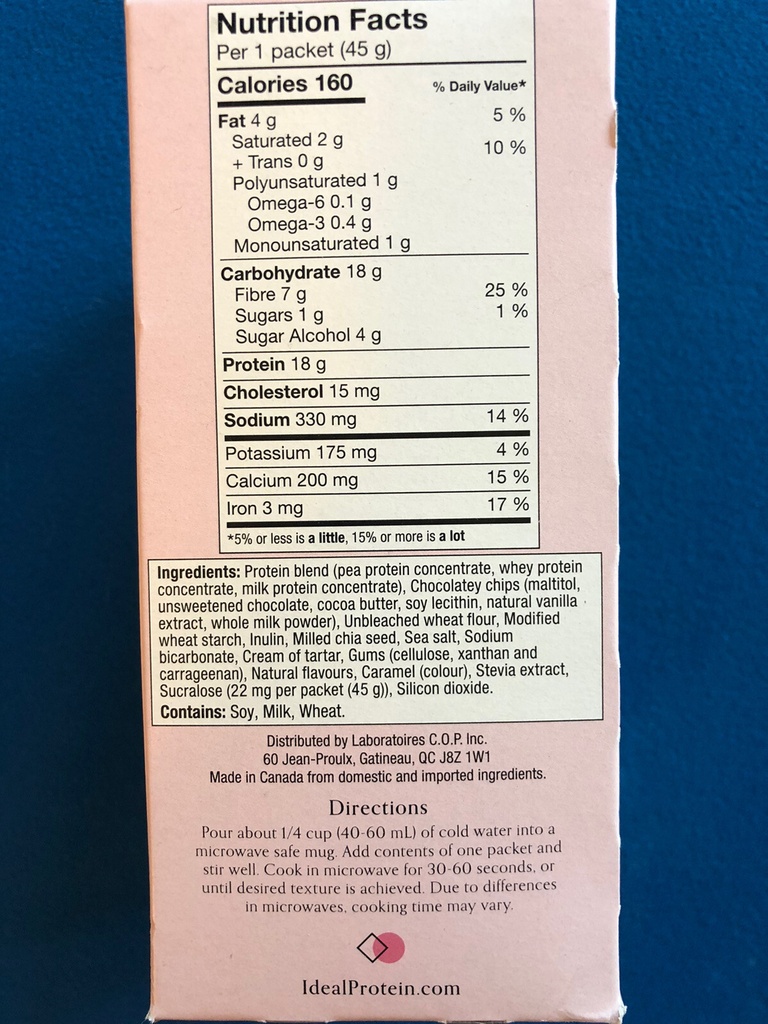 Nutrition Facts
Per 1 packet (45 g)
Calories 160 % Daily Value*
Fat 4 g 5 %
Saturated 2 g 10 %
+ Trans 0 g
Polyunsaturated 1 g
Omega-6 0.1 g
Omega-3 0.4 g
Monounsaturated 1 g
Carbohydrate 18 g
Fibre 7 g 25 %
Sugars 1 g 1 %
Sugar Alcohol 4 g
Protein 18 g
Cholesterol 15 mg
Sodium 330 mg 14 %
Potassium 175 mg 4 %
Calcium 200 mg 15 %
Iron 3 mg 17 %
*5% or less is a little, 15% or more is a lot
Ingredients: Protein blend (pea protein concentrate, whey protein
concentrate, milk protein concentrate), Chocolatey chips (maltitol,
unsweetened chocolate, cocoa butter, soy lecithin, natural vanilla
extract, whole milk powder), Unbleached wheat flour, Modified
wheat starch, Inulin, Milled chia seed, Sea salt, Sodium
bicarbonate, Cream of tartar, Gums (cellulose, xanthan and
carrageenan), Natural flavours, Caramel (colour), Stevia extract,
Sucralose (22 mg per packet (45 g)), Silicon dioxide.
Contains: Soy, Milk, Wheat.
Distributed by Laboratoires C.O.P. Inc.
60 Jean-Proulx, Gatineau, QC J8Z 1W1
Made in Canada from domestic and imported ingredients.
Directions
Pour about 1/4 cup (40-60 mL) of cold water into a
microwave safe mug. Add contents of one packet and
stir well. Cook in microwave for 30-60 seconds, or
until desired texture is achieved. Due to differences
in microwaves, cooking time may vary.
IdealProtein.com